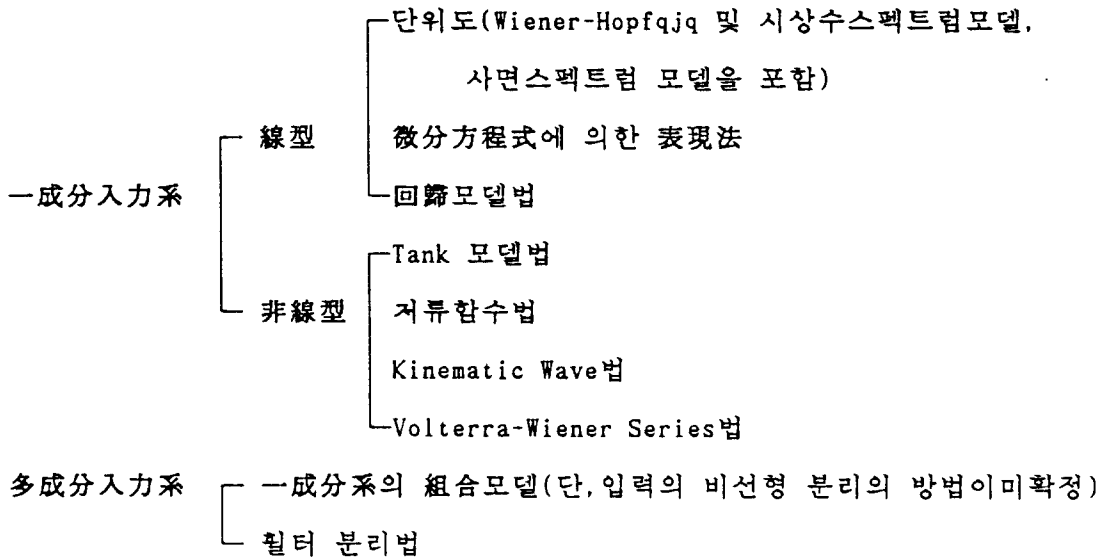 단위도(Wiener-Hopfqjq 및 시상수스펙트럼모델,
사면스펙트럼 모델을 포함)
線型 微分方程式에 의한 表現法
一成分入力系 回歸모델법
Tank 모델법
非線型 저류함수법
Kinematic Wave법
Volterra-Wiener Series법
多成分入力系 一成分系의 組合모델(단,입력의 비선형 분리의 방법이미확정)
휠터 분리법